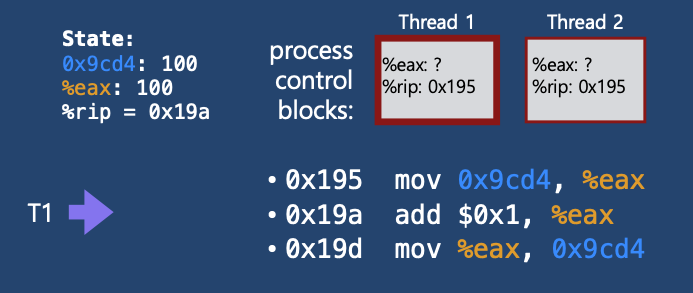 State:
0x9cd4: 100
%eax: 100
%rip = 0x19a
process
control
blocks:
Thread 1
%eax: ?
%rip: 0x195
Thread 2
%eax: ?
%rip: 0x195
T1
• 0x195 mov 0x9cd4, %eax
• 0x19a add $0x1, %eax
• 0x19d mov %eax, 0x9cd4